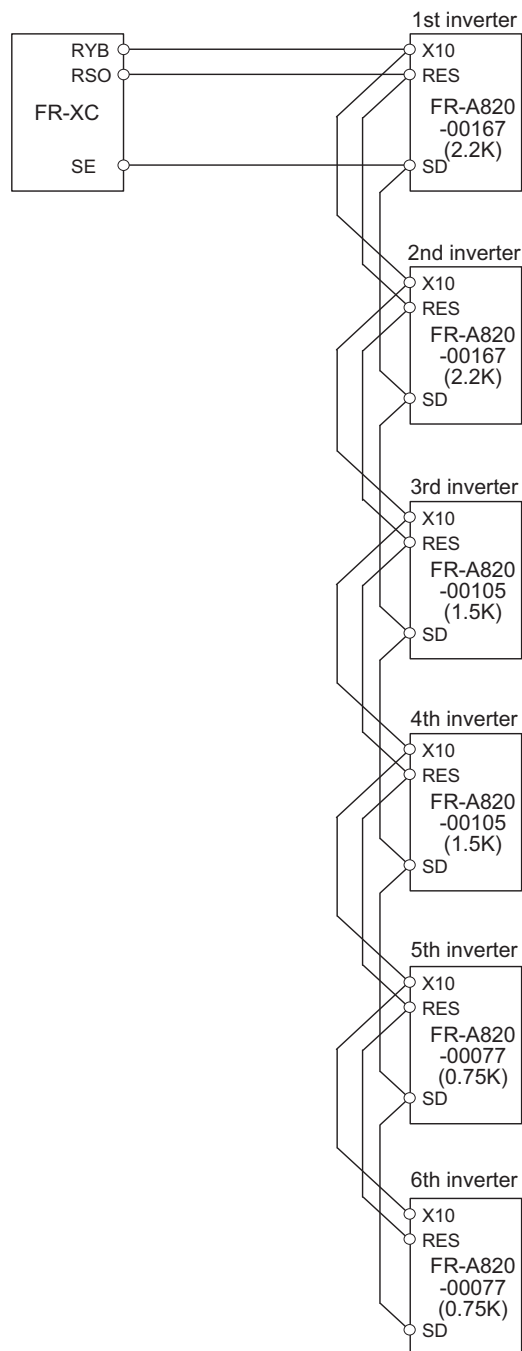 RYB
RSO
FR-XC
SE
1st inverter
X10
RES
FR-A820
-00167
(2.2K)
SD
2nd inverter
X10
RES
FR-A820
-00167
(2.2K)
SD
3rd inverter
X10
RES
FR-A820
-00105
(1.5K)
SD
4th inverter
X10
RES
FR-A820
-00105
(1.5K)
SD
5th inverter
X10
RES
FR-A820
-00077
(0.75K)
SD
6th inverter
X10
RES
FR-A820
-00077
(0.75K)
SD